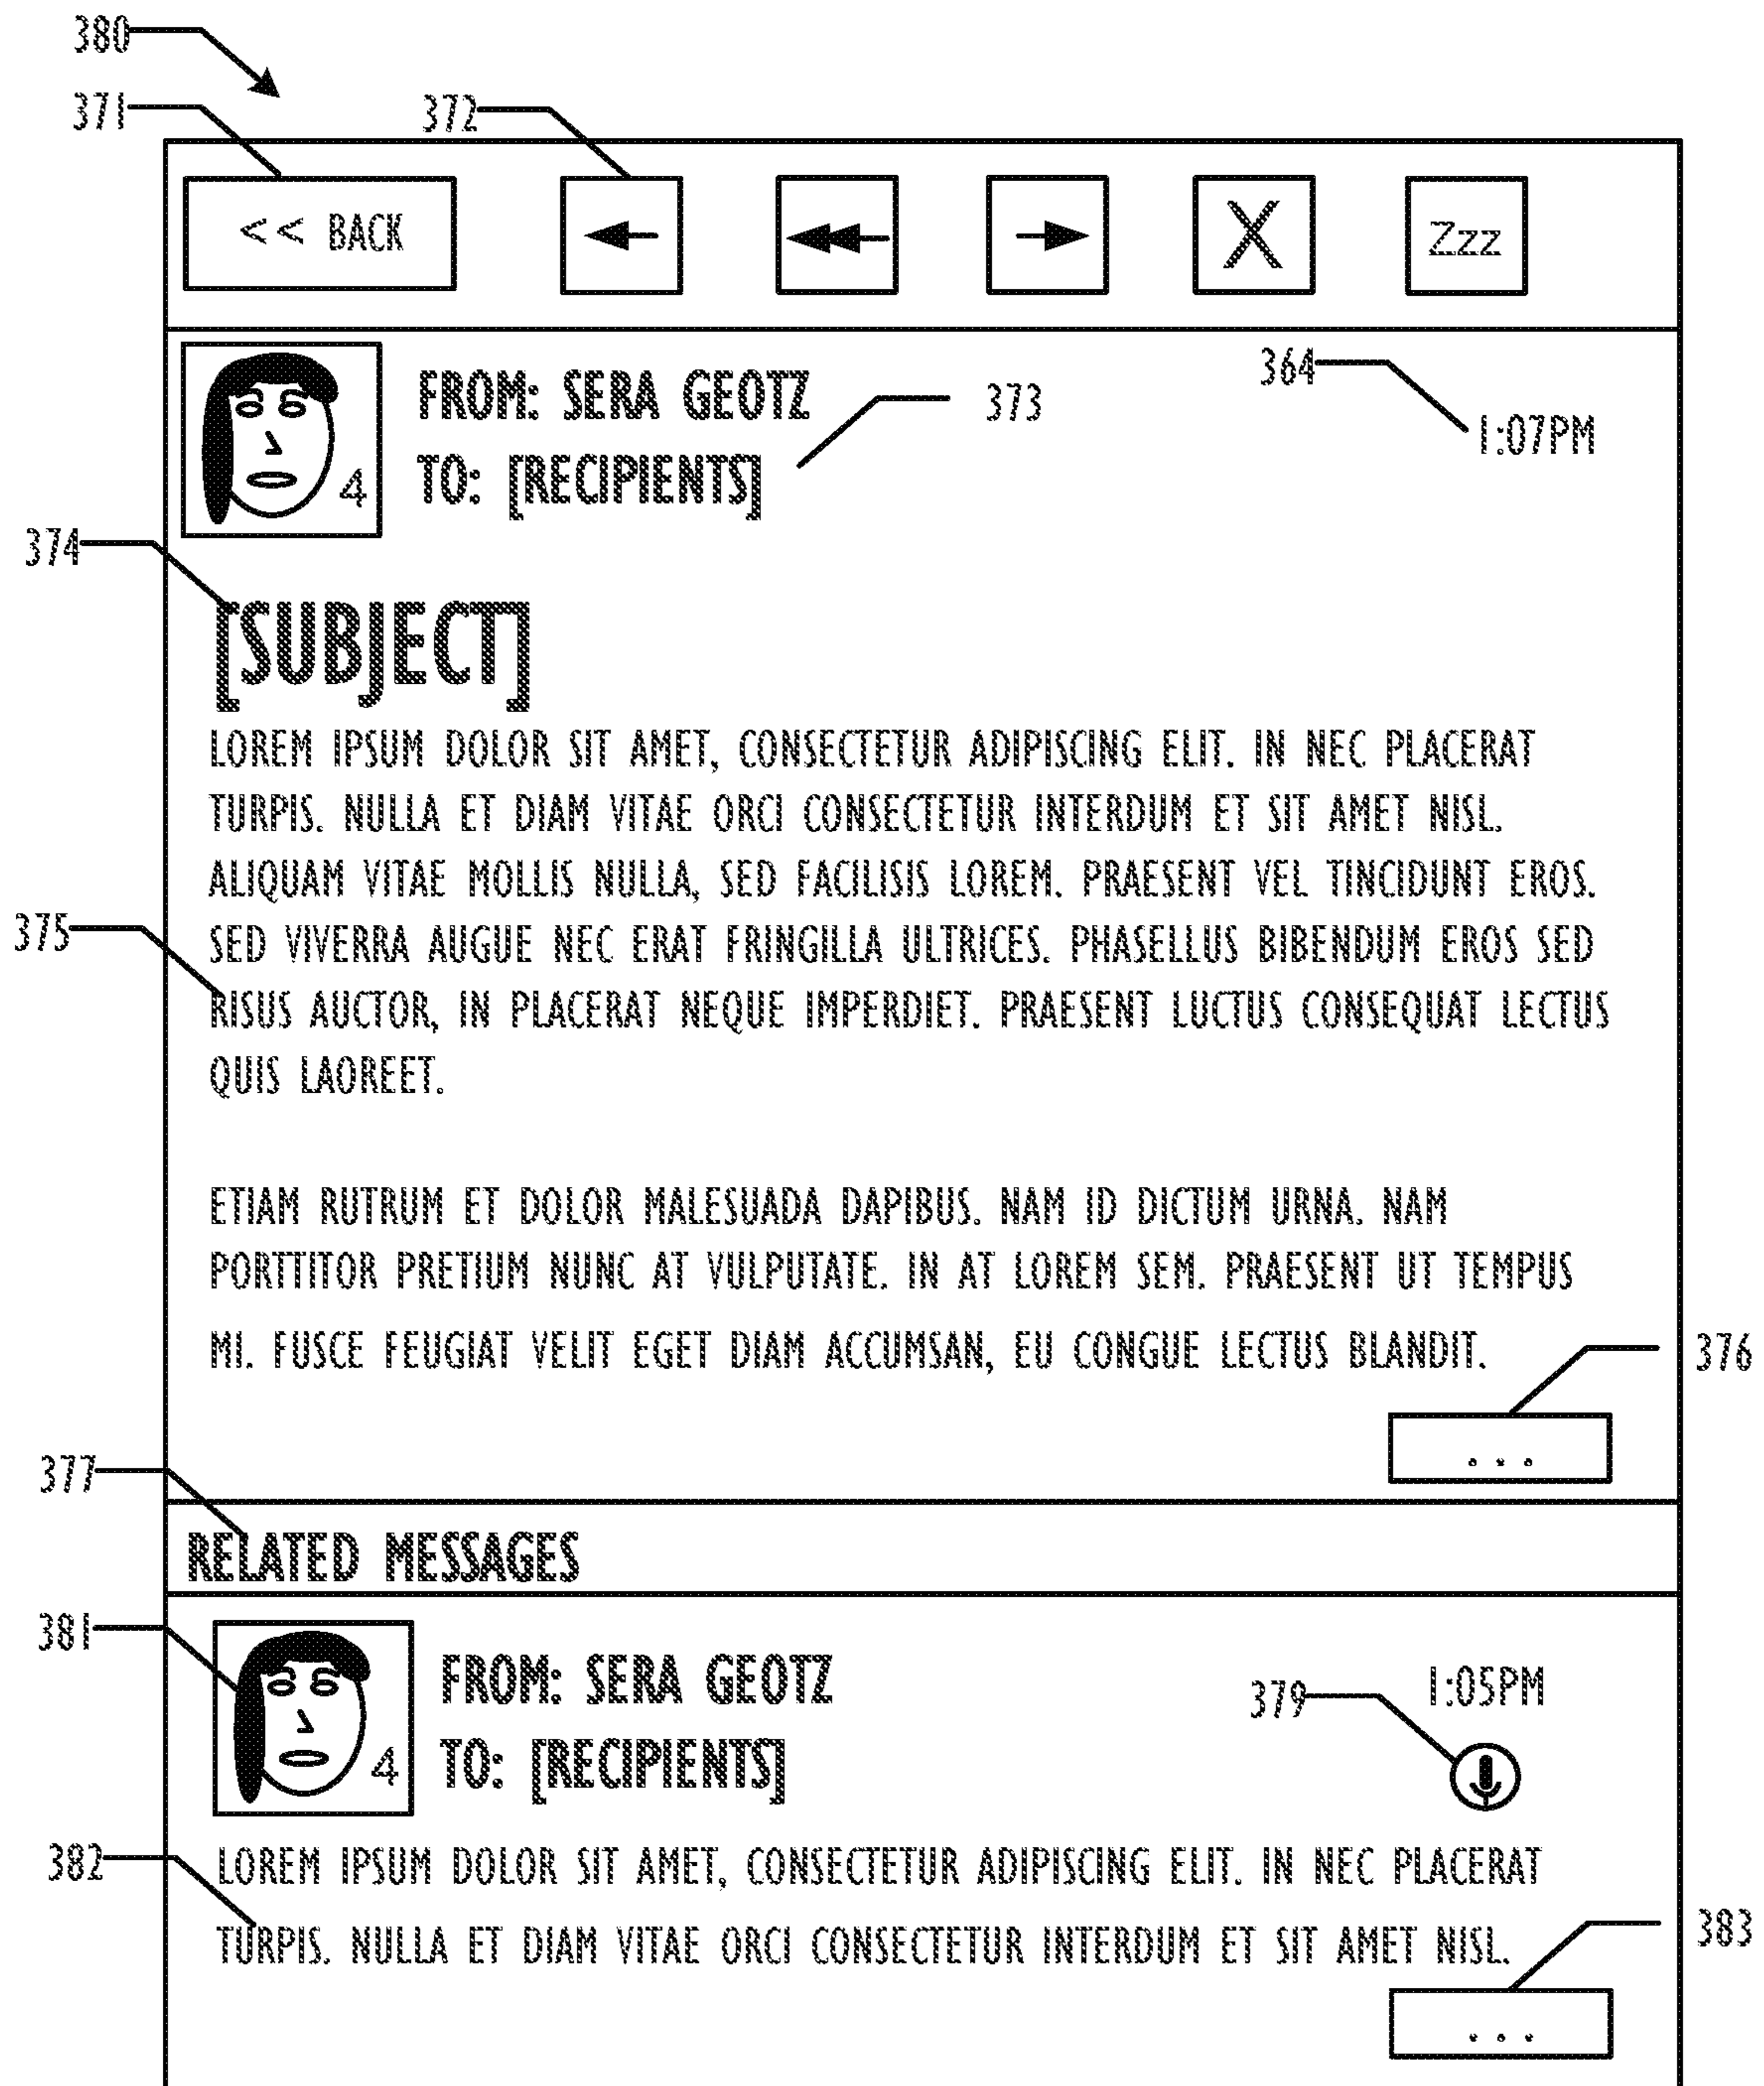 380
371
372
<< BACK
X
Zzz
FROM: SERA GEOTZ
373
364
1:07PM
4
TO: [RECIPIENTS]
374
[SUBJECT]
LOREM IPSUM DOLOR SIT AMET, CONSECTETUR ADIPISCING ELIT. IN NEC PLACERAT
TURPIS. NULLA ET DIAM VITAE ORCI CONSECTETUR INTERDUM ET SIT AMET NISL.
ALIQUAM VITAE MOLLIS NULLA, SED FACILISIS LOREM. PRAESENT VEL TINCIDUNT EROS.
375
SED VIVERRA AUGUE NEC ERAT FRINGILLA ULTRICES. PHASELLUS BIBENDUM EROS SED
RISUS AUCTOR, IN PLACERAT NEQUE IMPERDIET. PRAESENT LUCTUS CONSEQUAT LECTUS
QUIS LAOREET.
ETIAM RUTRUM ET DOLOR MALESUADA DAPIBUS. NAM ID DICTUM URNA. NAM
PORTTITOR PRETIUM NUNC AT VULPUTATE. IN AT LOREM SEM. PRAESENT UT TEMPUS
MI. FUSCE FEUGIAT VELIT EGET DIAM ACCUMSAN, EU CONGUE LECTUS BLANDIT.
376
...
377
RELATED MESSAGES
381
FROM: SERA GEOTZ
379
1:05PM
4
TO: [RECIPIENTS]
382
LOREM IPSUM DOLOR SIT AMET, CONSECTETUR ADIPISCING ELIT. IN NEC PLACERAT
TURPIS. NULLA ET DIAM VITAE ORCI CONSECTETUR INTERDUM ET SIT AMET NISL.
383
...